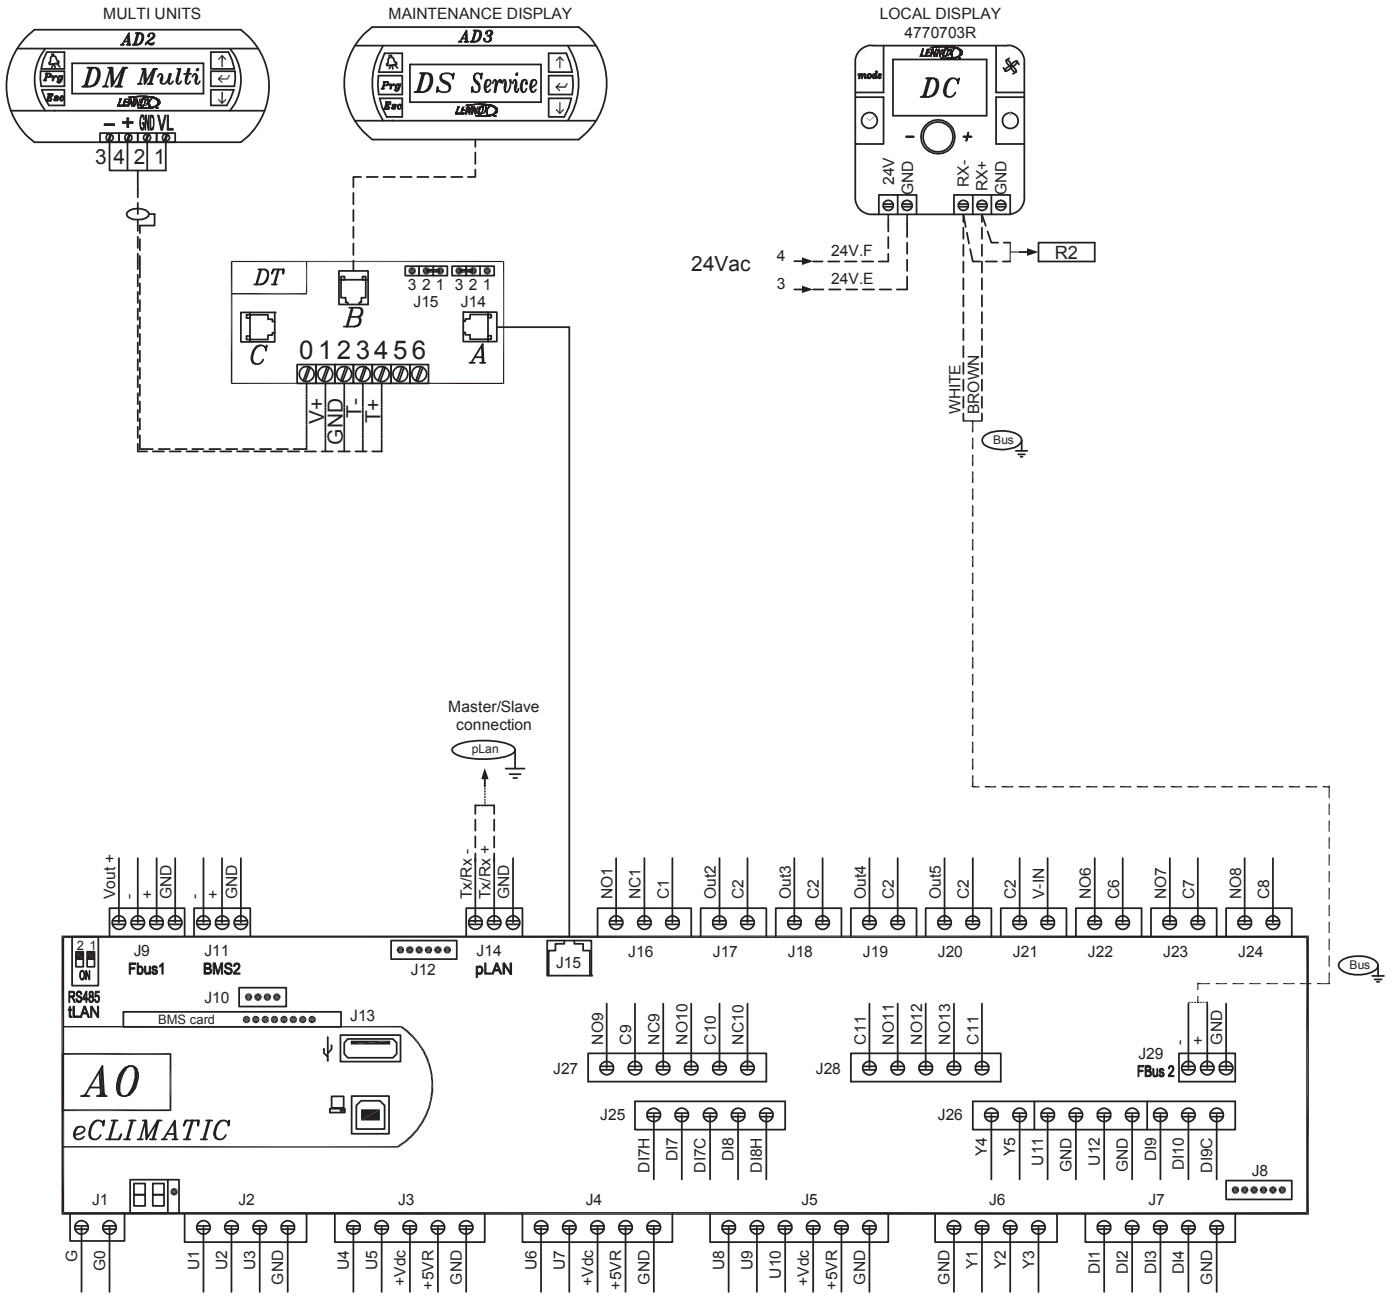 MULTI UNITS
MAINTENANCE DISPLAY
LOCAL DISPLAY
4770703R
AD2
Prg
Esc
DM Multi
LENNOX
- + GND VL
3 4 2 1
AD3
Prg
Esc
DS Service
LENNOX
LENNOX
mode
DC
- +
24V
GND
RX-
RX+
GND
24Vac
4 24V.F
3 24V.E
R2
WHITE
BROWN
Bus
DT
B
C
A
3 2 1
J15
3 2 1
J14
0 1 2 3 4 5 6
V+
GND
T-
T+
Master/Slave
connection
pLan
Vout +
-
+
GND
-
+
GND
Tx/Rx -
Tx/Rx +
GND
NO1
NC1
C1
Out2
C2
Out3
C2
Out4
C2
Out5
C2
C2
V-IN
NO6
C6
NO7
C7
NO8
C8
2 1
ON
RS485
tLAN
J9
Fbus1
J11
BMS2
J12
J14
pLAN
J15
J16
J17
J18
J19
J20
J21
J22
J23
J24
Bus
J10
BMS card
J13
NO9
C9
NC9
NO10
C10
NC10
J27
C11
NO11
NO12
NO13
C11
J28
-
+
GND
J29
FBus 2
AO
eCLIMATIC
J25
DI7H
DI7
DI7C
DI8
DI8H
J26
Y4
Y5
U11
GND
U12
GND
DI9
DI10
DI9C
J8
J1
J2
J3
J4
J5
J6
J7
G
G0
U1
U2
U3
GND
U4
U5
+Vdc
+5VR
GND
U6
U7
+Vdc
+5VR
GND
U8
U9
U10
+Vdc
+5VR
GND
GND
Y1
Y2
Y3
DI1
DI2
DI3
DI4
GND